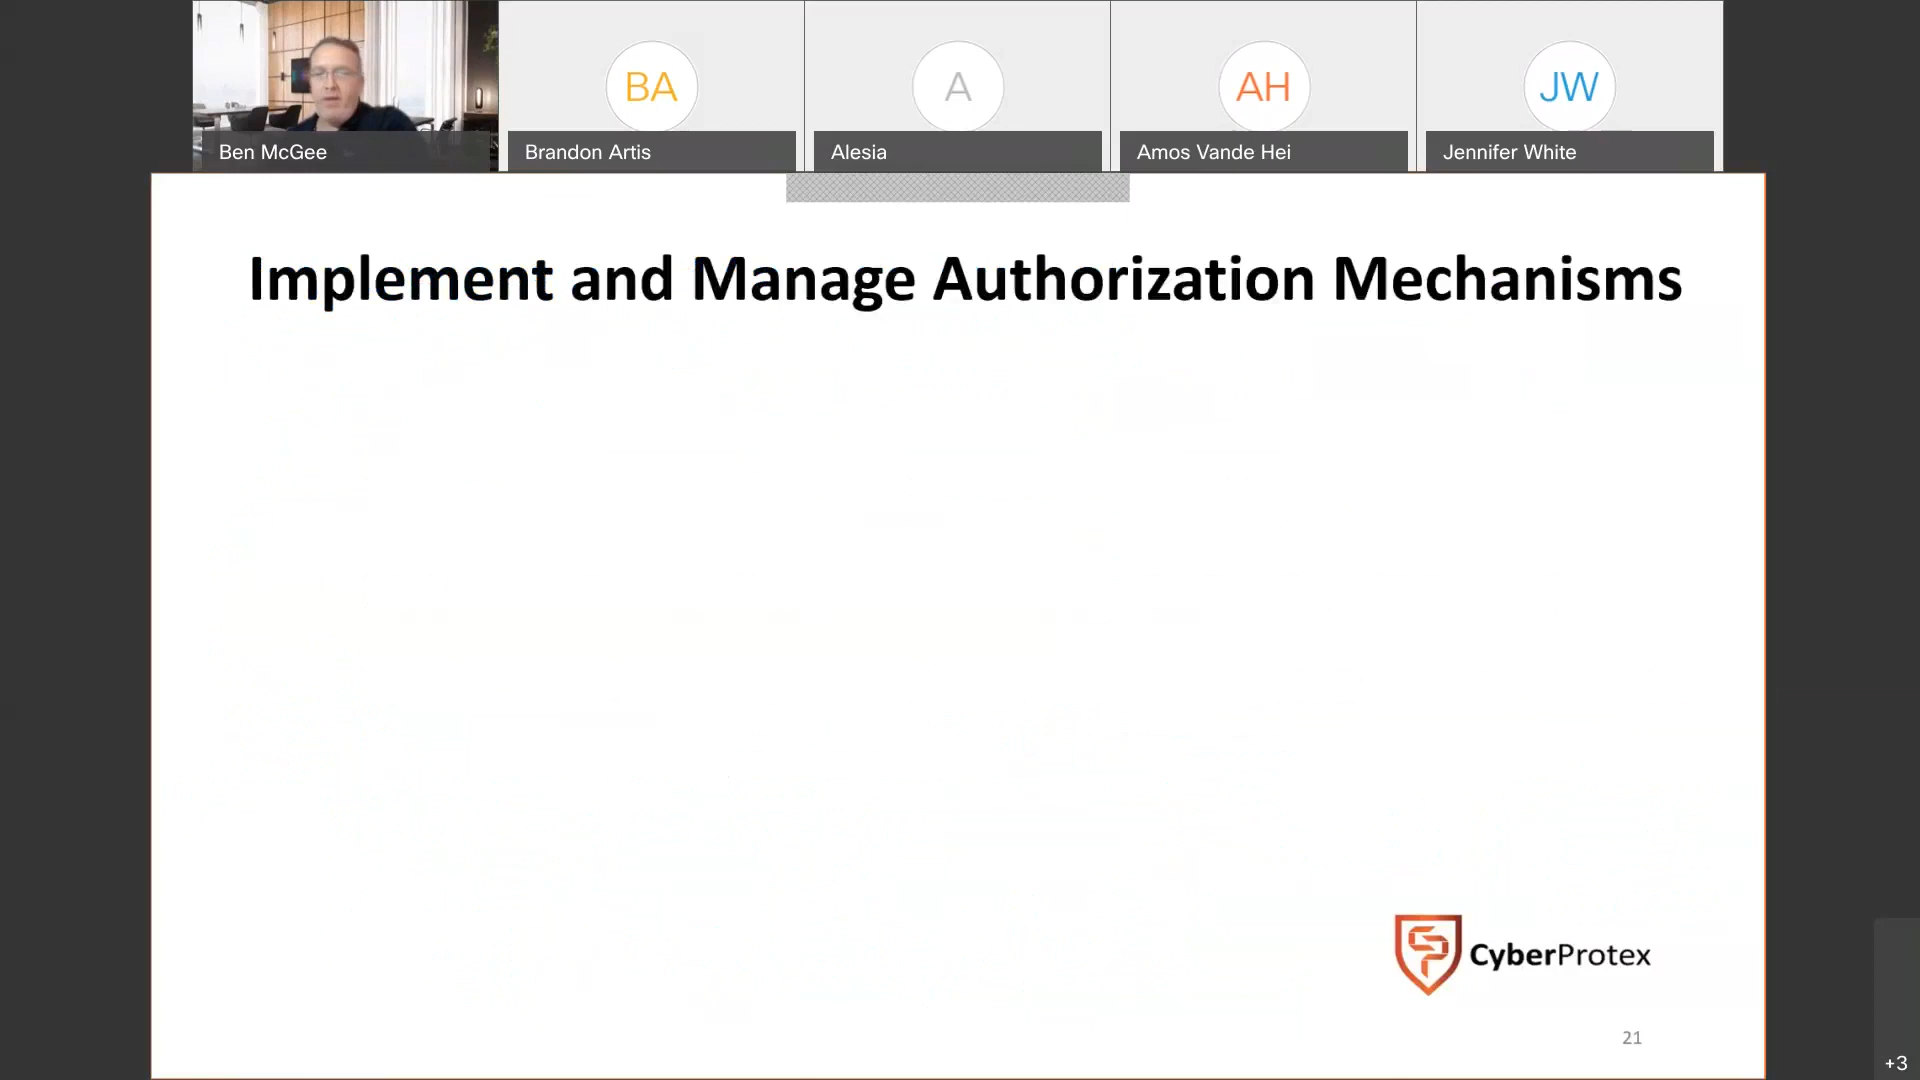 BA
A
AH
JW
Ben McGee
Brandon Artis
Alesia
Amos Vande Hei
Jennifer White
Implement and Manage Authorization Mechanisms
CyberProtex
21
+3